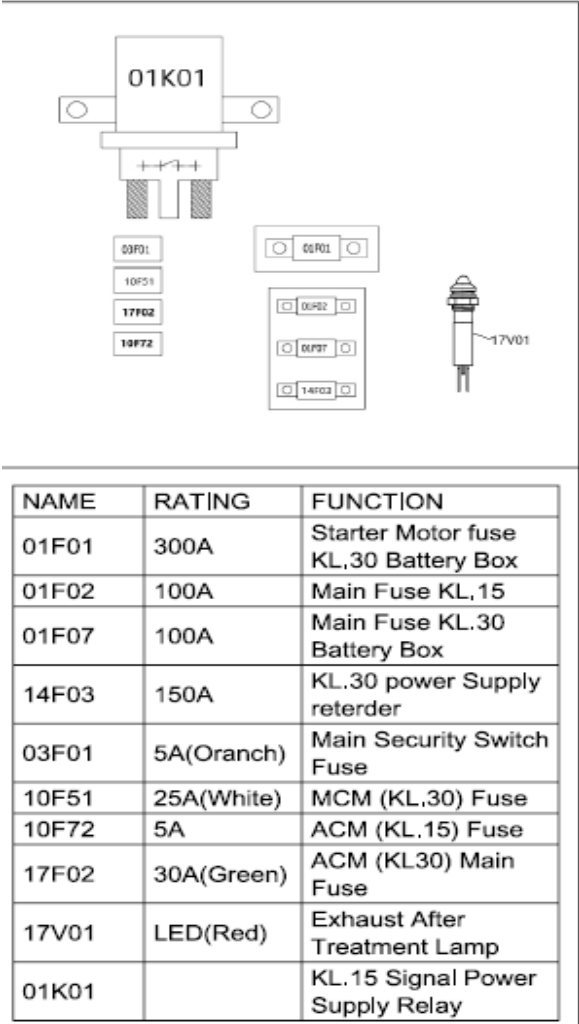 01K01
03F01
10F51
17F02
10F72
01F01
01F02
01F07
14F03
17V01
NAME RATING FUNCTION
01F01 300A Starter Motor fuse
KL,30 Battery Box
01F02 100A Main Fuse KL,15
01F07 100A Main Fuse KL.30
Battery Box
14F03 150A KL.30 power Supply
reterder
03F01 5A(Oranch) Main Security Switch
Fuse
10F51 25A(White) MCM (KL,30) Fuse
10F72 5A ACM (KL.15) Fuse
17F02 30A(Green) ACM (KL30) Main
Fuse
17V01 LED(Red) Exhaust After
Treatment Lamp
01K01 KL.15 Signal Power
Supply Relay